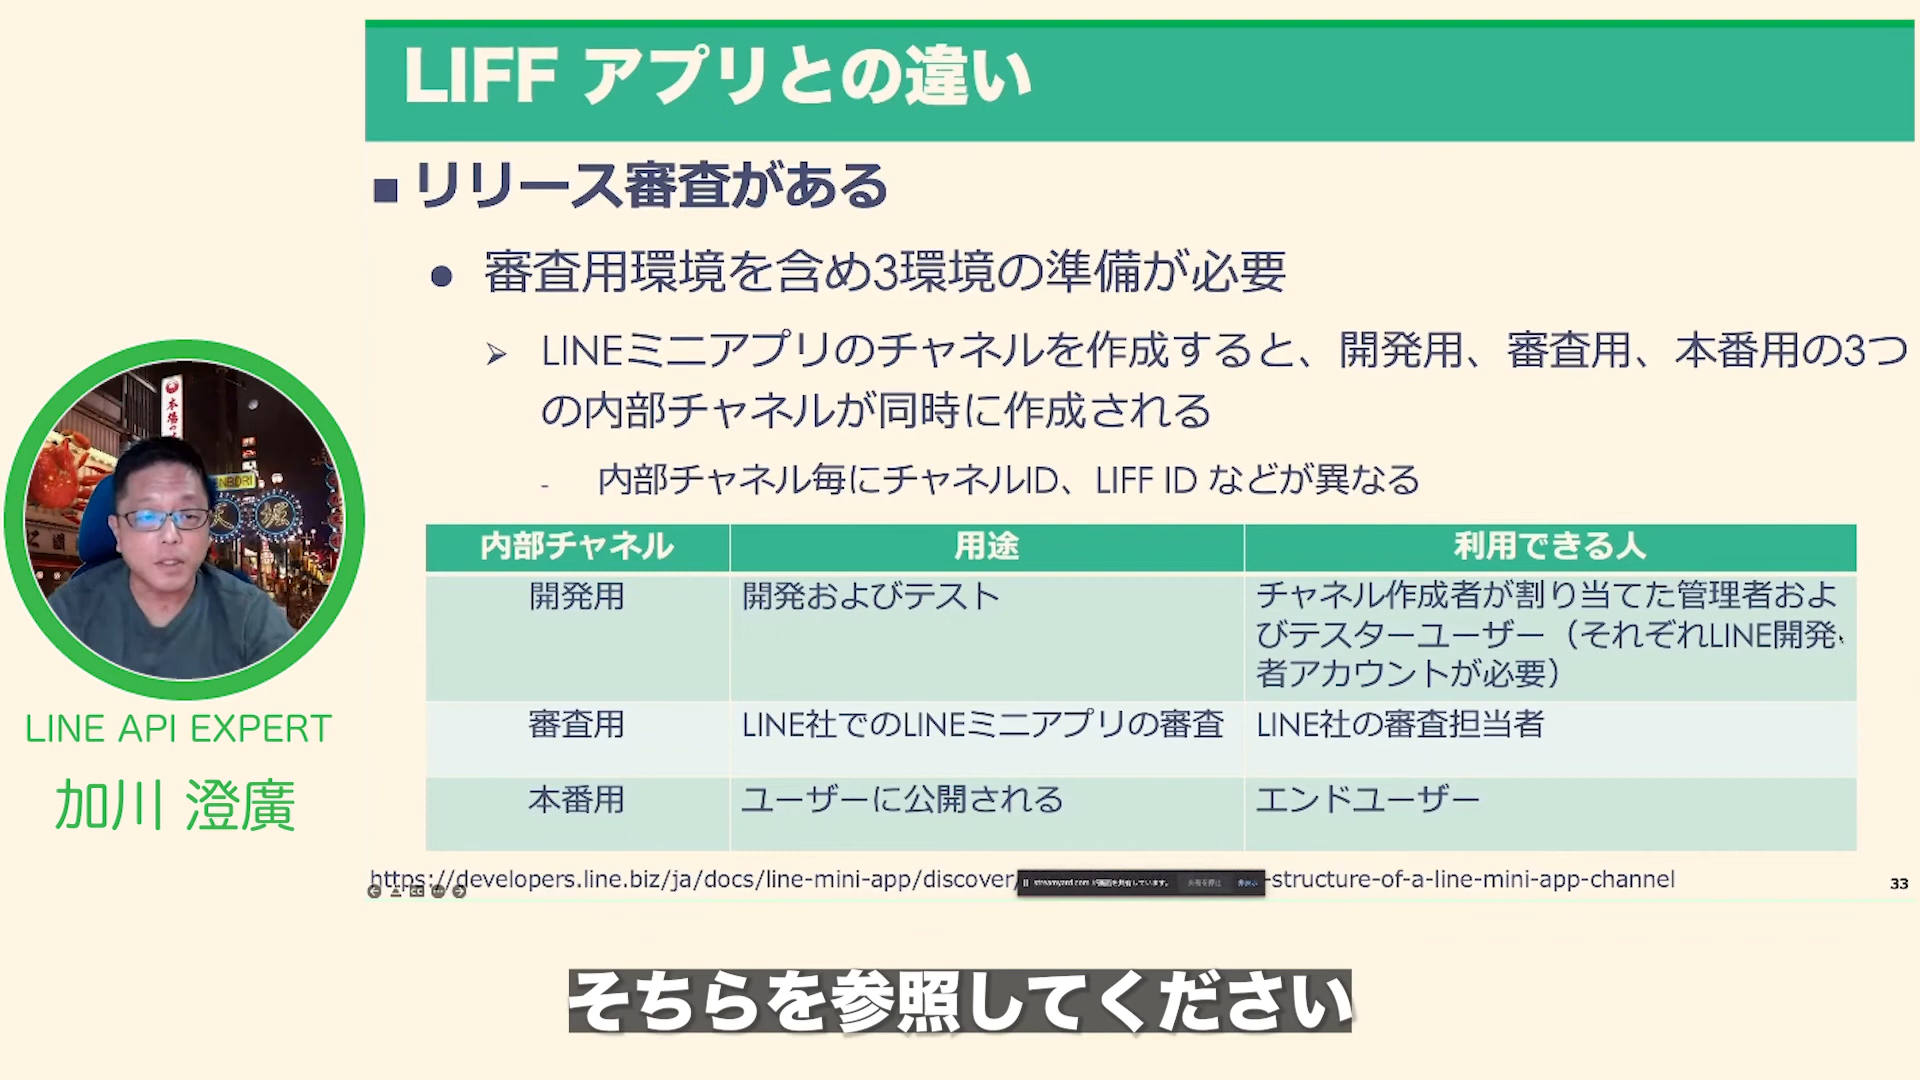 LIFF アプリとの違い
■ リリース審査がある
● 審査用環境を含め3環境の準備が必要
➢ LINEミニアプリのチャネルを作成すると、開発用、審査用、本番用の3つ
の内部チャネルが同時に作成される
- 内部チャネル毎にチャネルID、LIFF ID などが異なる
内部チャネル 用途 利用できる人
開発用 開発およびテスト チャネル作成者が割り当てた管理者およ
びテスターユーザー（それぞれLINE開発
者アカウントが必要）
審査用 LINE社でのLINEミニアプリの審査 LINE社の審査担当者
本番用 ユーザーに公開される エンドユーザー
https://developers.line.biz/ja/docs/line-mini-app/discover/
-structure-of-a-line-mini-app-channel
33
LINE API EXPERT
加川 澄廣
そちらを参照してください